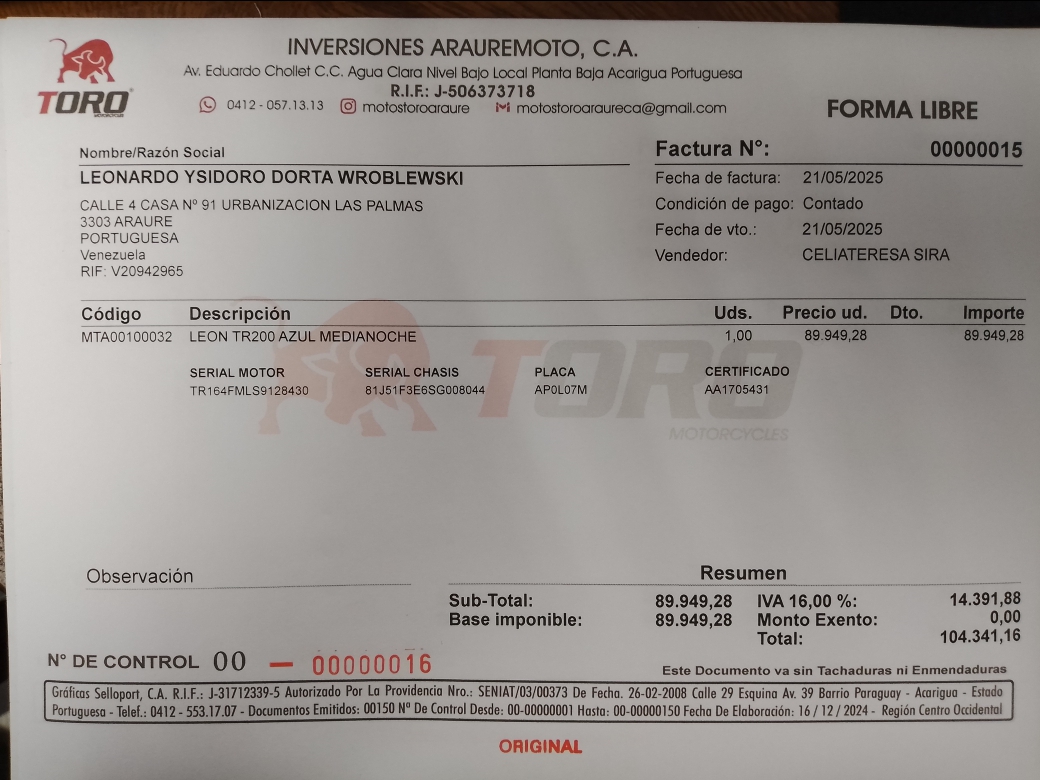 TORO
MOTORCYCLES
INVERSIONES ARAUREMOTO, C.A.
Av. Eduardo Chollet C.C. Agua Clara Nivel Bajo Local Planta Baja Acarigua Portuguesa
R.I.F.: J-506373718
0412 - 057.13.13 motostoroaraure motostoroaraureca@gmail.com
FORMA LIBRE
Nombre/Razón Social
LEONARDO YSIDORO DORTA WROBLEWSKI
CALLE 4 CASA Nº 91 URBANIZACION LAS PALMAS
3303 ARAURE
PORTUGUESA
Venezuela
RIF: V20942965
Factura N°: 00000015
Fecha de factura: 21/05/2025
Condición de pago: Contado
Fecha de vto.: 21/05/2025
Vendedor: CELIATERESA SIRA
Código Descripción Uds. Precio ud. Dto. Importe
MTA00100032 LEON TR200 AZUL MEDIANOCHE 1,00 89.949,28 89.949,28
SERIAL MOTOR SERIAL CHASIS PLACA CERTIFICADO
TR164FMLS9128430 81J51F3E6SG008044 AP0L07M AA1705431
TORO
MOTORCYCLES
Observación
Resumen
Sub-Total: 89.949,28 IVA 16,00 %: 14.391,88
Base imponible: 89.949,28 Monto Exento: 0,00
Total: 104.341,16
N° DE CONTROL 00 — 00000016
Este Documento va sin Tachaduras ni Enmendaduras
Gráficas Selloport, C.A. R.I.F.: J-31712339-5 Autorizado Por La Providencia Nro.: SENIAT/03/00373 De Fecha. 26-02-2008 Calle 29 Esquina Av. 39 Barrio Paraguay - Acarigua - Estado
Portuguesa - Telef.: 0412 - 553.17.07 - Documentos Emitidos: 00150 Nº De Control Desde: 00-00000001 Hasta: 00-00000150 Fecha De Elaboración: 16 / 12 / 2024 - Región Centro Occidental
ORIGINAL